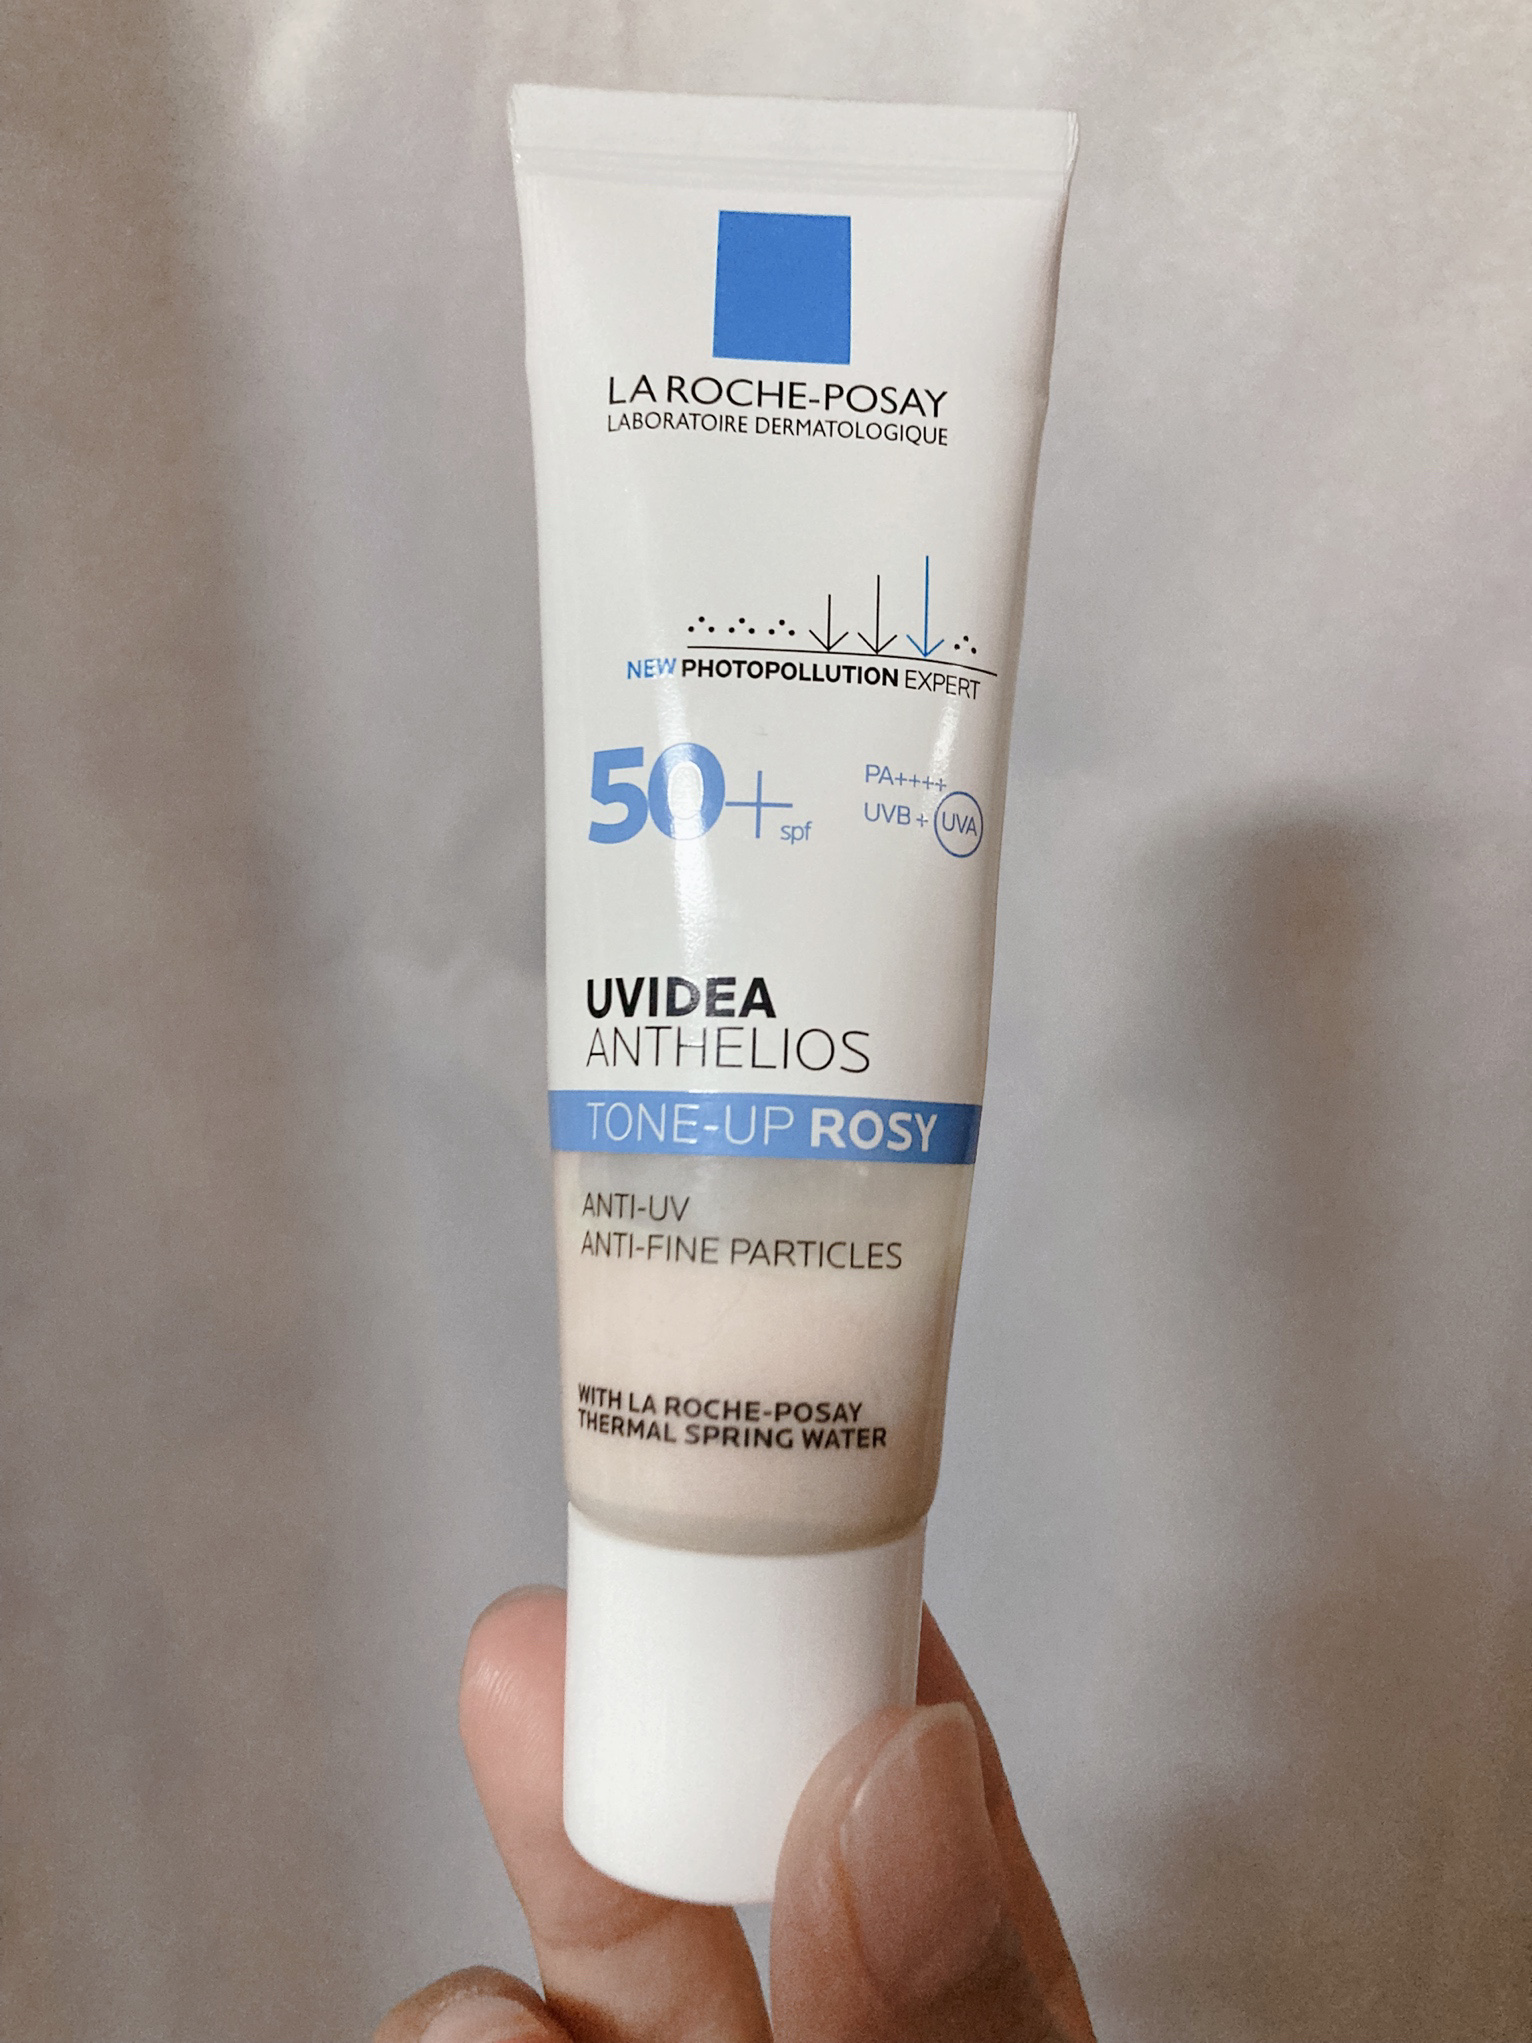 LA ROCHE-POSAY
LABORATOIRE DERMATOLOGIQUE
NEW PHOTOPOLLUTION EXPERT
50+ spf
PA++++
UVB + UVA
UVIDEA
ANTHELIOS
TONE-UP ROSY
ANTI-UV
ANTI-FINE PARTICLES
WITH LA ROCHE-POSAY
THERMAL SPRING WATER